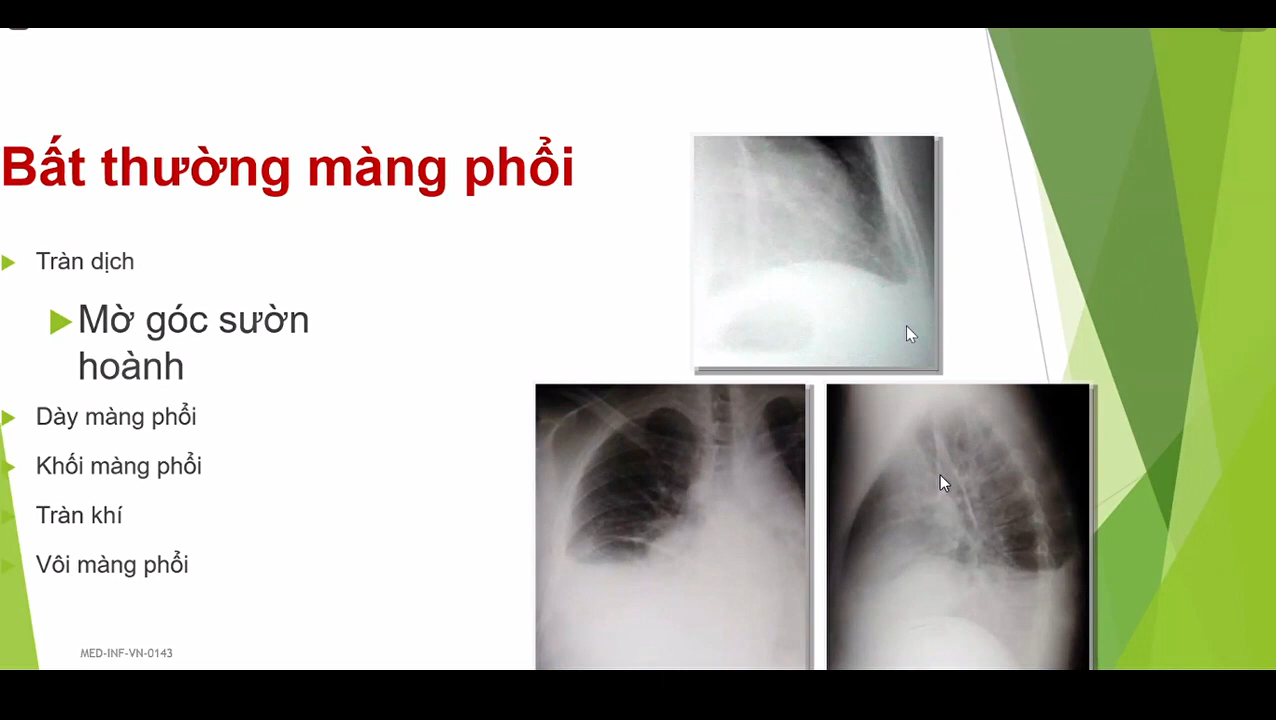 Bất thường màng phổi
Tràn dịch
Mờ góc sườn
hoành
Dày màng phổi
Khối màng phổi
Tràn khí
Vôi màng phổi
MED-INF-VN-0143